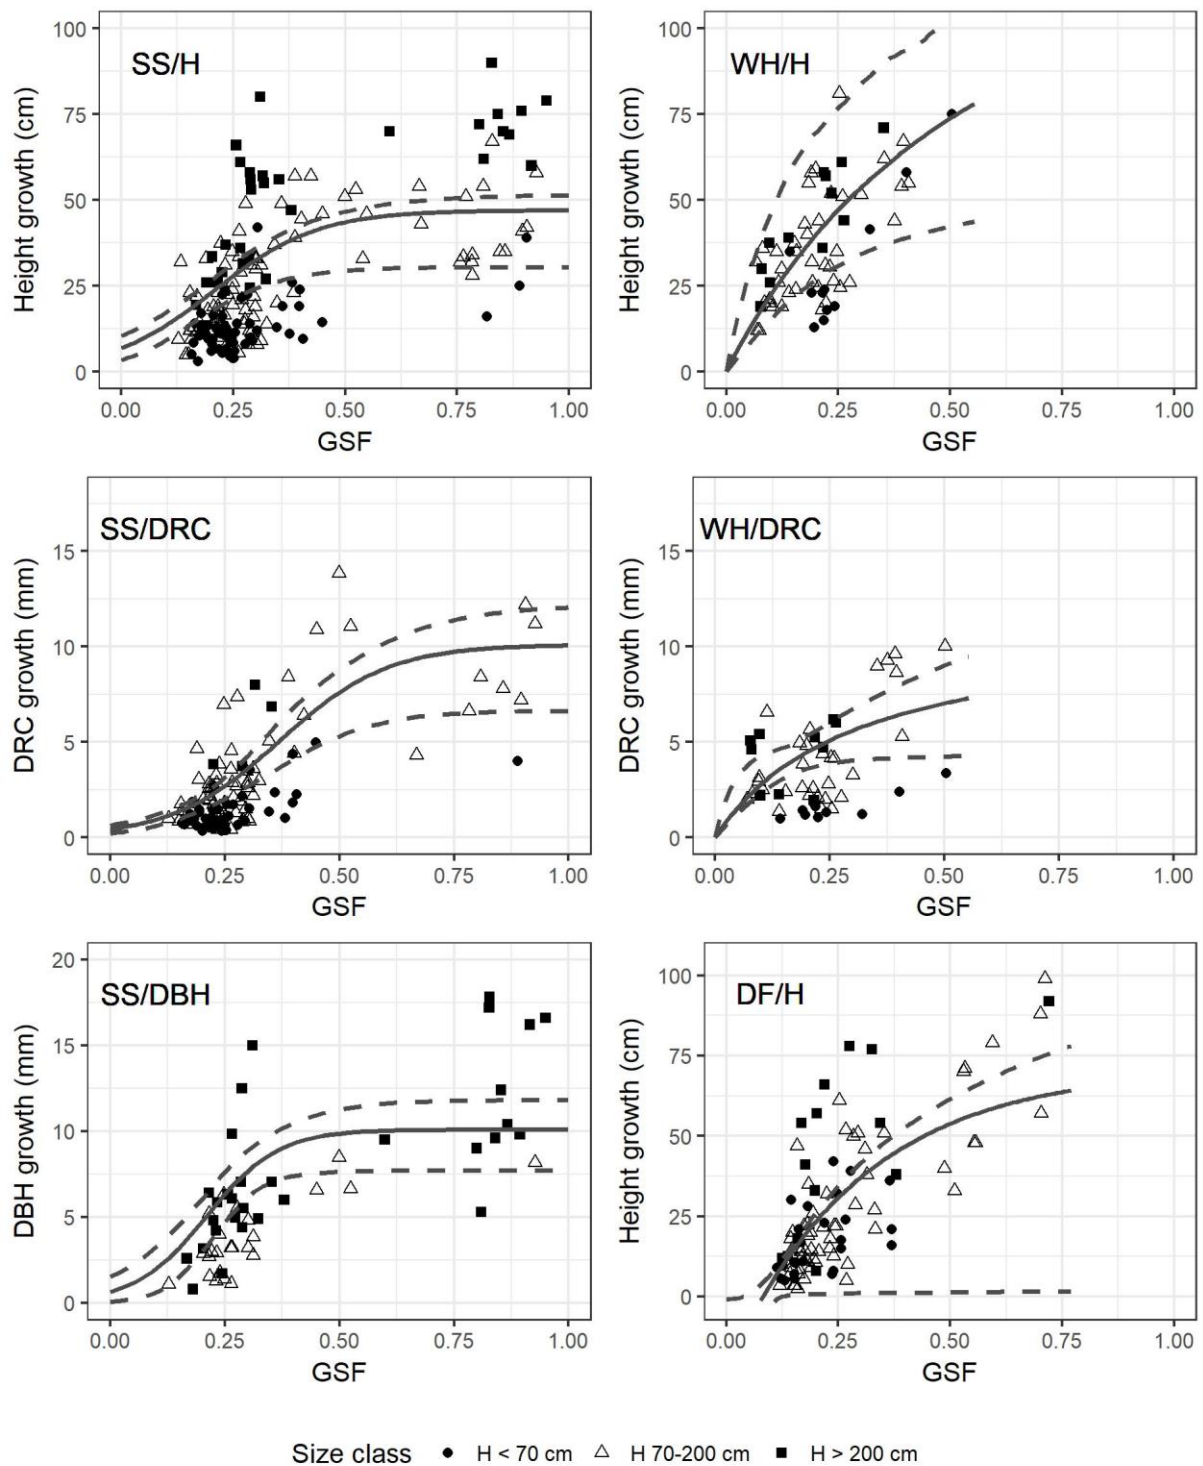 SS/H
Height growth (cm)
100
75
50
25
0
0.00 0.25 0.50 0.75 1.00
GSF
WH/H
Height growth (cm)
100
75
50
25
0
0.00 0.25 0.50 0.75 1.00
GSF
SS/DRC
DRC growth (mm)
15
10
5
0
0.00 0.25 0.50 0.75 1.00
GSF
WH/DRC
DRC growth (mm)
15
10
5
0
0.00 0.25 0.50 0.75 1.00
GSF
SS/DBH
DBH growth (mm)
20
15
10
5
0
0.00 0.25 0.50 0.75 1.00
GSF
DF/H
Height growth (cm)
100
75
50
25
0
0.00 0.25 0.50 0.75 1.00
GSF
Size class H < 70 cm H 70-200 cm H > 200 cm